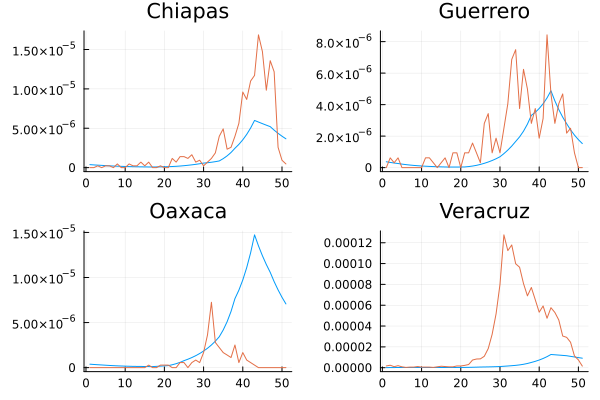 Chiapas
1.50×10⁻⁵
1.00×10⁻⁵
5.00×10⁻⁶
0
0 10 20 30 40 50
Guerrero
8.0×10⁻⁶
6.0×10⁻⁶
4.0×10⁻⁶
2.0×10⁻⁶
0
0 10 20 30 40 50
Oaxaca
1.50×10⁻⁵
1.00×10⁻⁵
5.00×10⁻⁶
0
0 10 20 30 40 50
Veracruz
0.00012
0.00010
0.00008
0.00006
0.00004
0.00002
0.00000
0 10 20 30 40 50